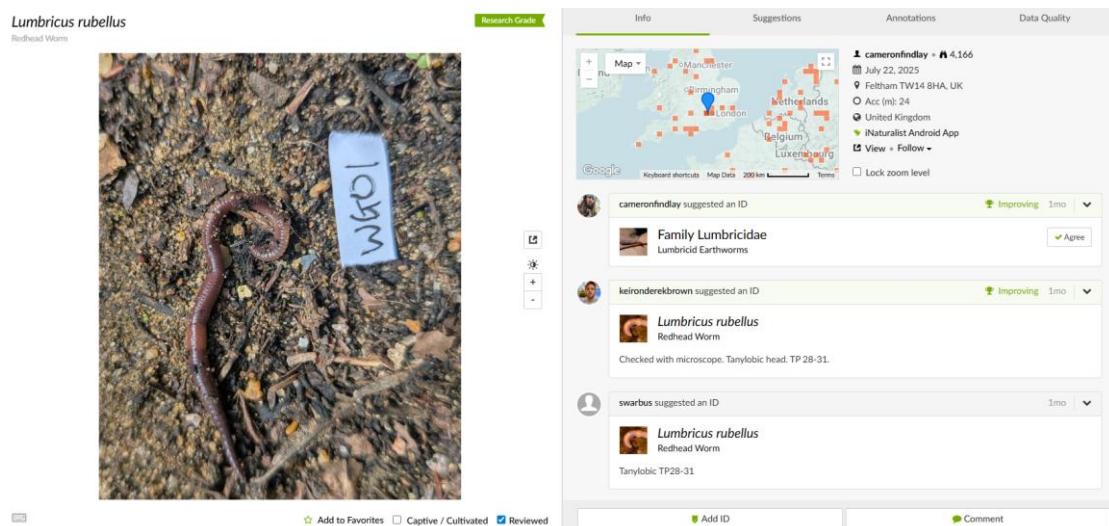 Lumbricus rubellus
Research Grade
Redhead Worm
Info
Suggestions
Annotations
Data Quality
Map
Manchester
Birmingham
London
Netherlands
Belgium
Luxembourg
Google
Keyboard shortcuts
Map Data
200 km
Terms
cameronfindlay • 4,166
July 22, 2025
Feltham TW14 8HA, UK
Acc (m): 24
United Kingdom
iNaturalist Android App
View • Follow
Lock zoom level
cameronfindlay suggested an ID
Improving 1mo
Family Lumbricidae
Lumbricid Earthworms
Agree
keironderekbrown suggested an ID
Improving 1mo
Lumbricus rubellus
Redhead Worm
Checked with microscope. Tanylobic head. TP 28-31.
swarbus suggested an ID
1mo
Lumbricus rubellus
Redhead Worm
Tanylobic TP28-31
Add to Favorites
Captive / Cultivated
Reviewed
Add ID
Comment